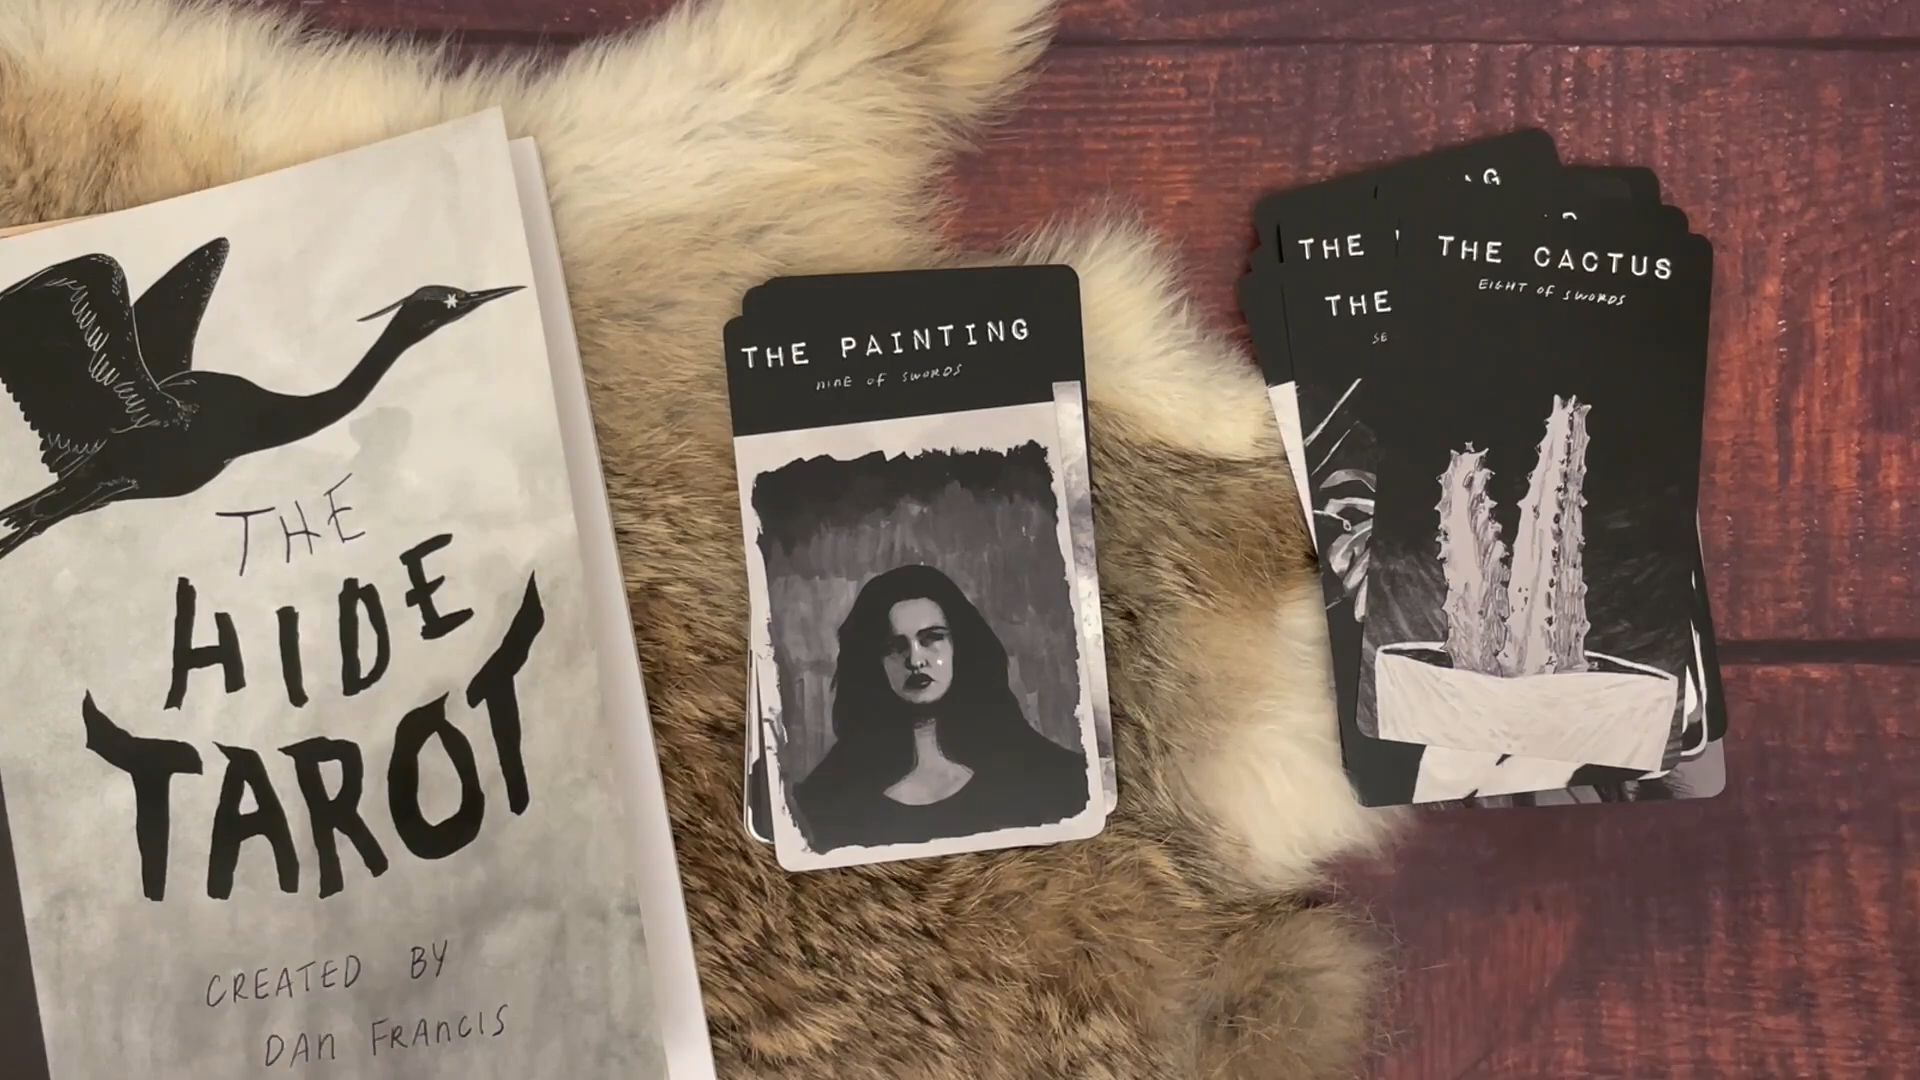 THE
HIDE
TAROT
CREATED BY
DAN FRANCIS
THE PAINTING
NINE OF SWORDS
G
THE
THE
SE
THE CACTUS
EIGHT OF SWORDS